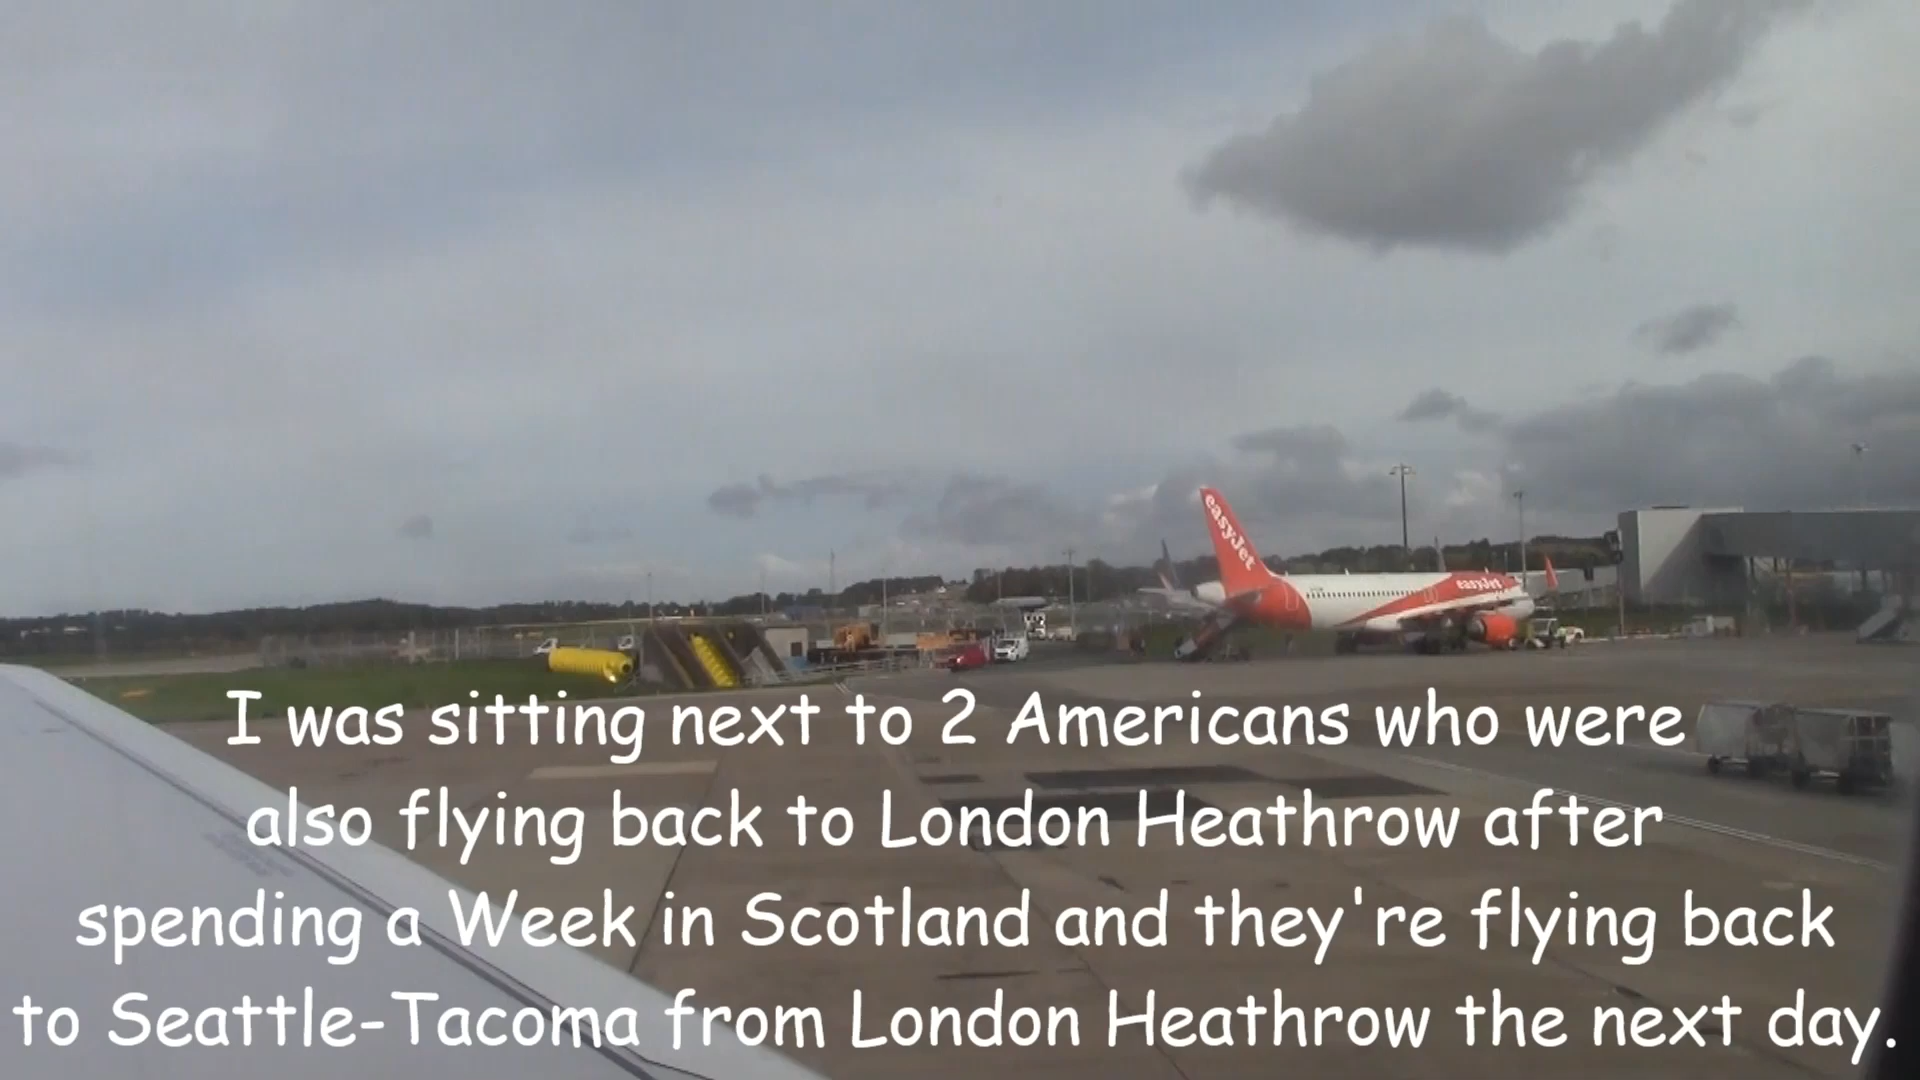 easyJet
easyJet
I was sitting next to 2 Americans who were
also flying back to London Heathrow after
spending a Week in Scotland and they're flying back
to Seattle-Tacoma from London Heathrow the next day.